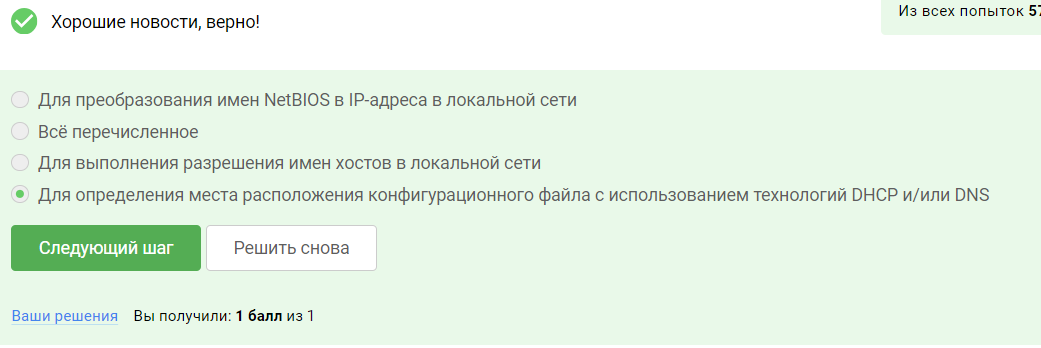 Хорошие новости, верно!
Из всех попыток 57
Для преобразования имен NetBIOS в IP-адреса в локальной сети
Всё перечисленное
Для выполнения разрешения имен хостов в локальной сети
Для определения места расположения конфигурационного файла с использованием технологий DHCP и/или DNS
Следующий шаг
Решить снова
Ваши решения Вы получили: 1 балл из 1